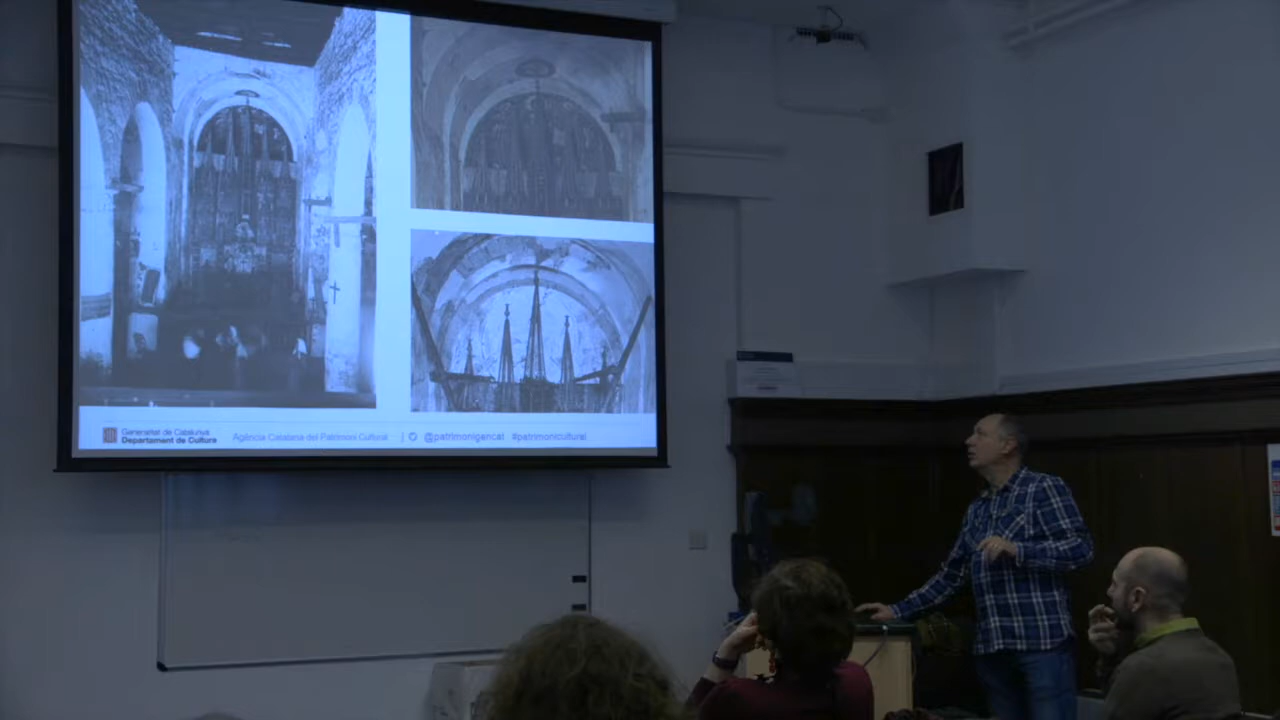 Generalitat de Catalunya
Departament de Cultura
Agència Catalana del Patrimoni Cultural
@patrimonigencat #patrimonicultural